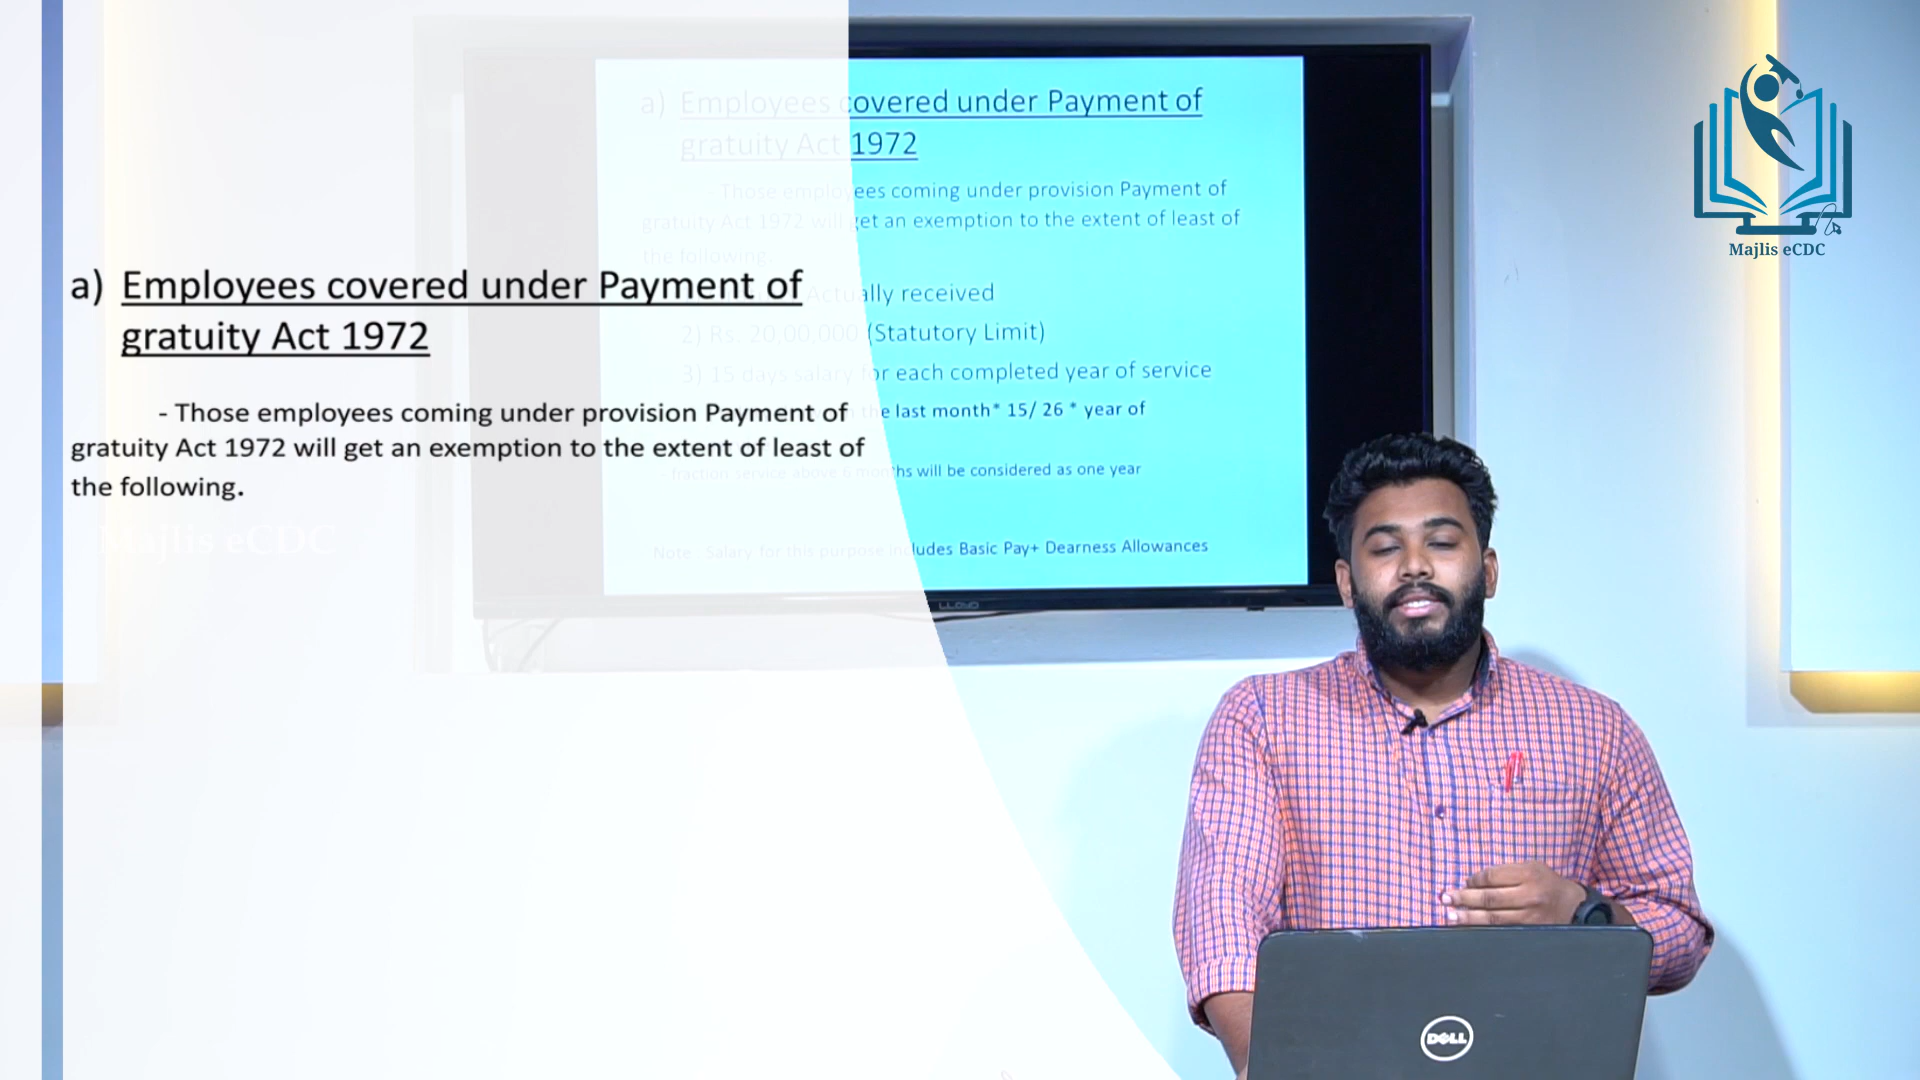 a) Employees covered under Payment of
gratuity Act 1972
- Those employees coming under provision Payment of
gratuity Act 1972 will get an exemption to the extent of least of
the following.
Majlis eCDC
a) Employees covered under Payment of
gratuity Act 1972
- Those employees coming under provision Payment of
gratuity Act 1972 will get an exemption to the extent of least of
the following.
Actually received
2) Rs. 20,00,000 (Statutory Limit)
3) 15 days salary for each completed year of service
the last month* 15/ 26 * year of
fraction service above 6 months will be considered as one year
Note Salary for this purpose includes Basic Pay+ Dearness Allowances
LLOYD
Majlis eCDC
DELL